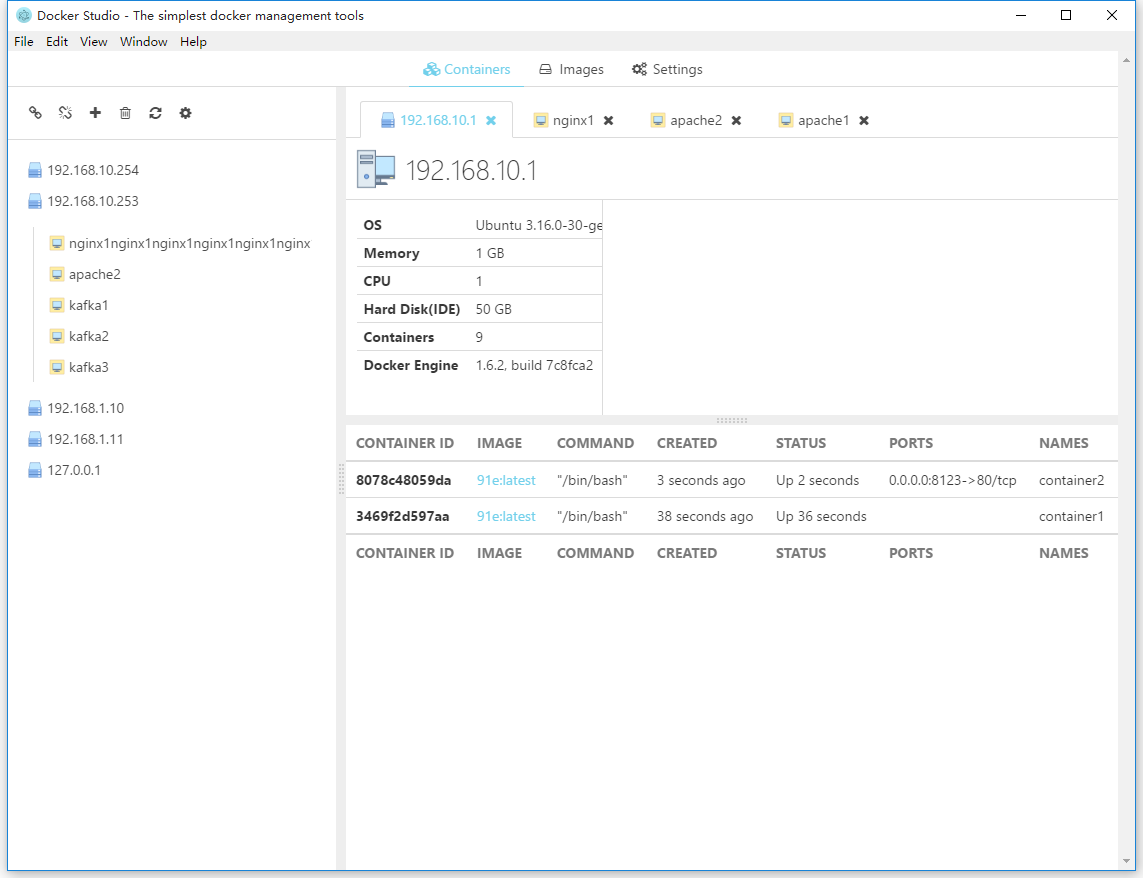 Docker Studio - The simplest docker management tools
File Edit View Window Help
Containers Images Settings
192.168.10.1 nginx1 apache2 apache1
192.168.10.254
192.168.10.253
nginx1nginx1nginx1nginx1nginx1nginx
apache2
kafka1
kafka2
kafka3
192.168.1.10
192.168.1.11
127.0.0.1
192.168.10.1
OS Ubuntu 3.16.0-30-ge
Memory 1 GB
CPU 1
Hard Disk(IDE) 50 GB
Containers 9
Docker Engine 1.6.2, build 7c8fca2
CONTAINER ID IMAGE COMMAND CREATED STATUS PORTS NAMES
8078c48059da 91e:latest "/bin/bash" 3 seconds ago Up 2 seconds 0.0.0.0:8123->80/tcp container2
3469f2d597aa 91e:latest "/bin/bash" 38 seconds ago Up 36 seconds container1
CONTAINER ID IMAGE COMMAND CREATED STATUS PORTS NAMES